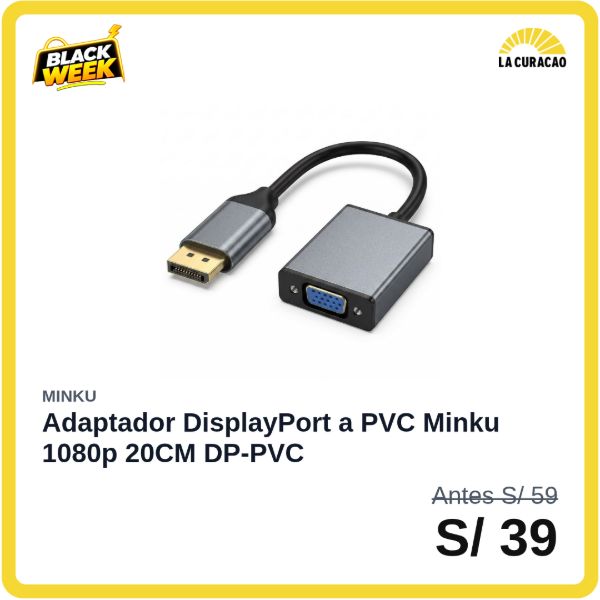 BLACK
WEEK
LA CURACAO
MINKU
Adaptador DisplayPort a PVC Minku
1080p 20CM DP-PVC
Antes S/ 59
S/ 39